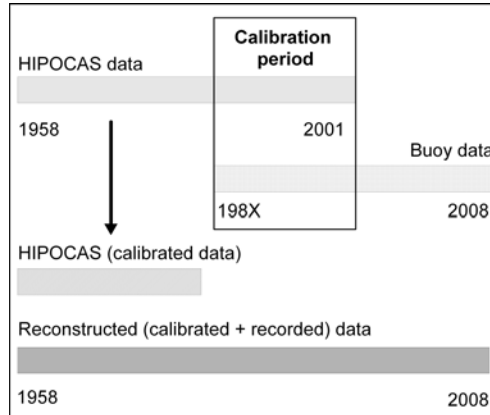 Calibration
period
HIPOCAS data
1958 2001
Buoy data
198X 2008
HIPOCAS (calibrated data)
Reconstructed (calibrated + recorded) data
1958 2008